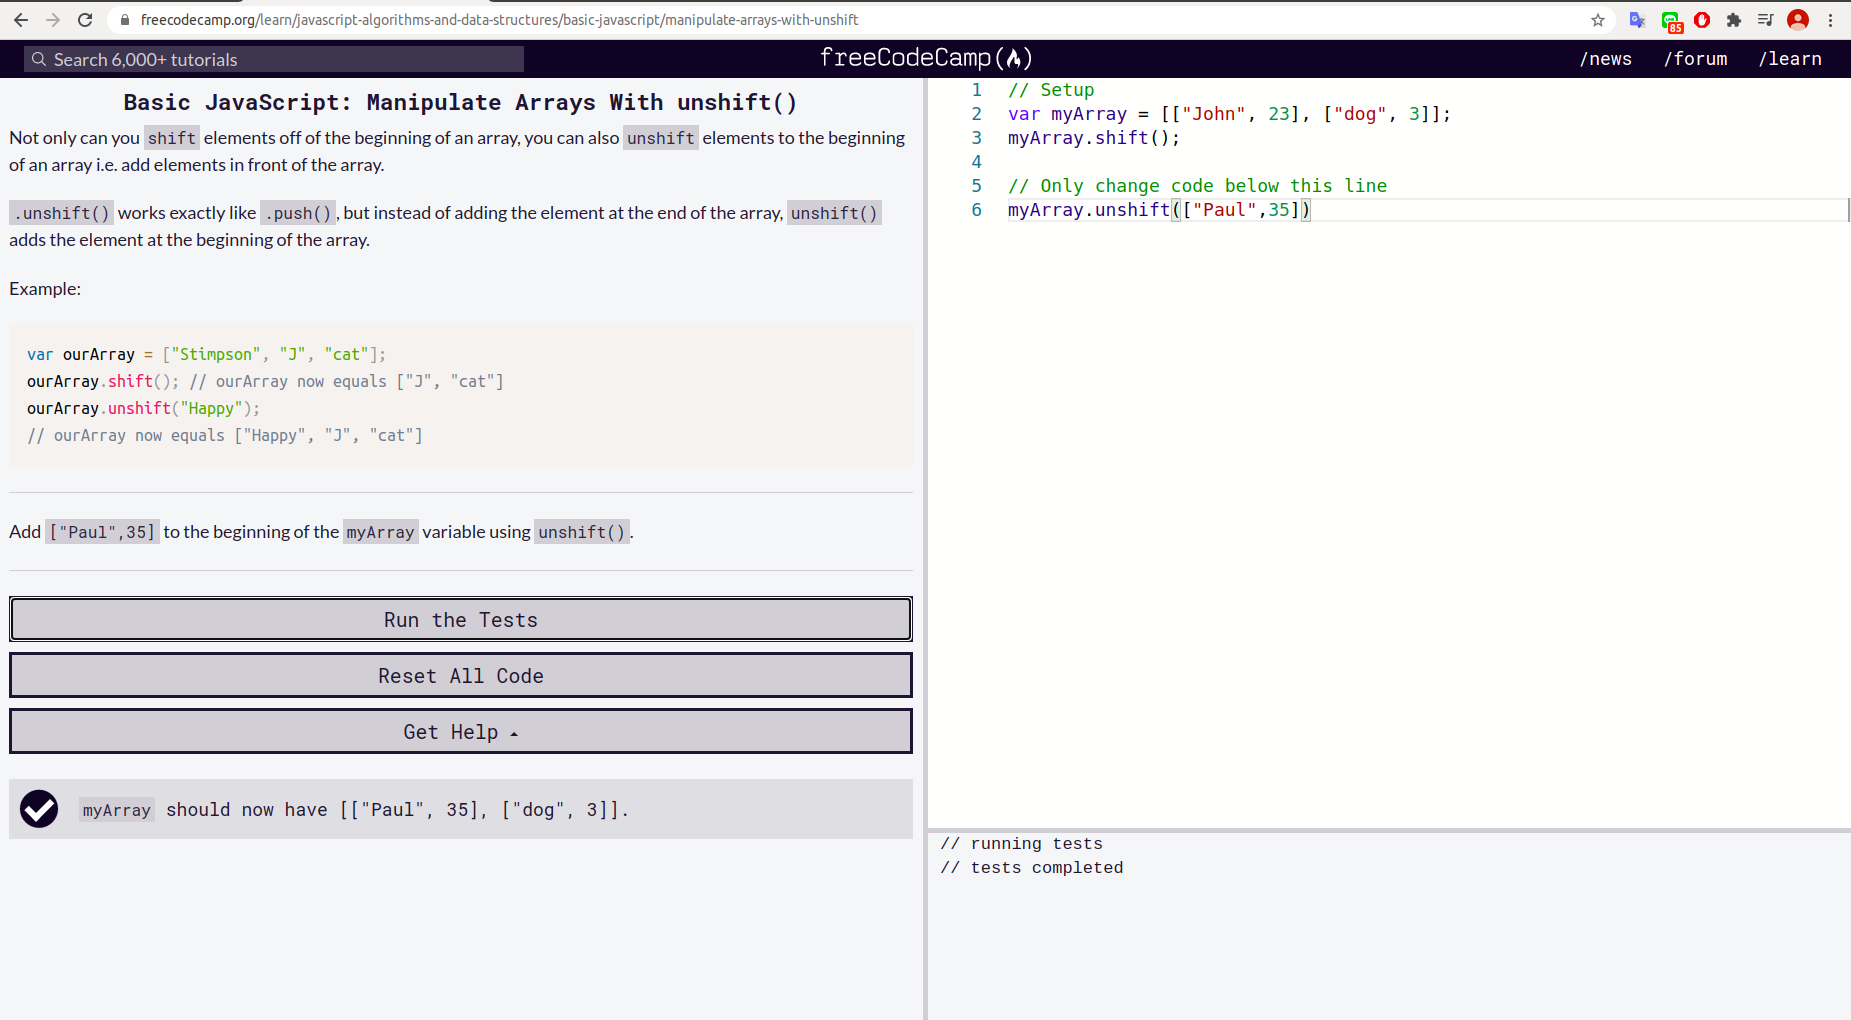 freecodecamp.org/learn/javascript-algorithms-and-data-structures/basic-javascript/manipulate-arrays-with-unshift
85
Search 6,000+ tutorials
freeCodeCamp
/news
/forum
/learn
Basic JavaScript: Manipulate Arrays With unshift()
Not only can you shift elements off of the beginning of an array, you can also unshift elements to the beginning
of an array i.e. add elements in front of the array.
.unshift() works exactly like .push(), but instead of adding the element at the end of the array, unshift()
adds the element at the beginning of the array.
Example:
var ourArray = ["Stimpson", "J", "cat"];
ourArray.shift(); // ourArray now equals ["J", "cat"]
ourArray.unshift("Happy");
// ourArray now equals ["Happy", "J", "cat"]
Add ["Paul",35] to the beginning of the myArray variable using unshift().
Run the Tests
Reset All Code
Get Help
myArray should now have [["Paul", 35], ["dog", 3]].
1 // Setup
2 var myArray = [["John", 23], ["dog", 3]];
3 myArray.shift();
4
5 // Only change code below this line
6 myArray.unshift(["Paul",35])
// running tests
// tests completed